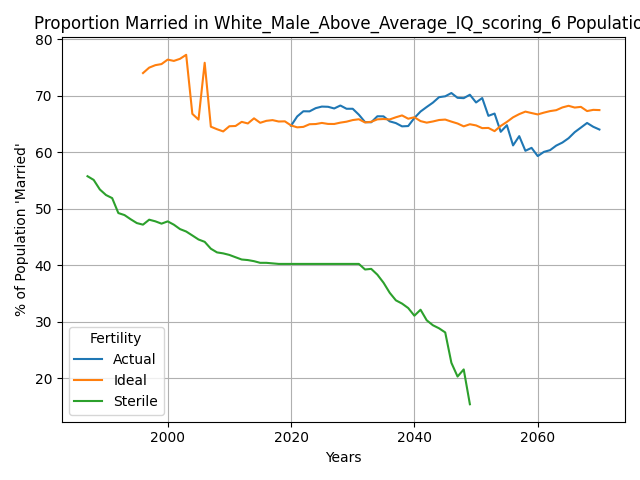 Proportion Married in White_Male_Above_Average_IQ_scoring_6 Populatio
80
70
60
50
40
30
20
% of Population 'Married'
Fertility
Actual
Ideal
Sterile
2000
2020
2040
2060
Years